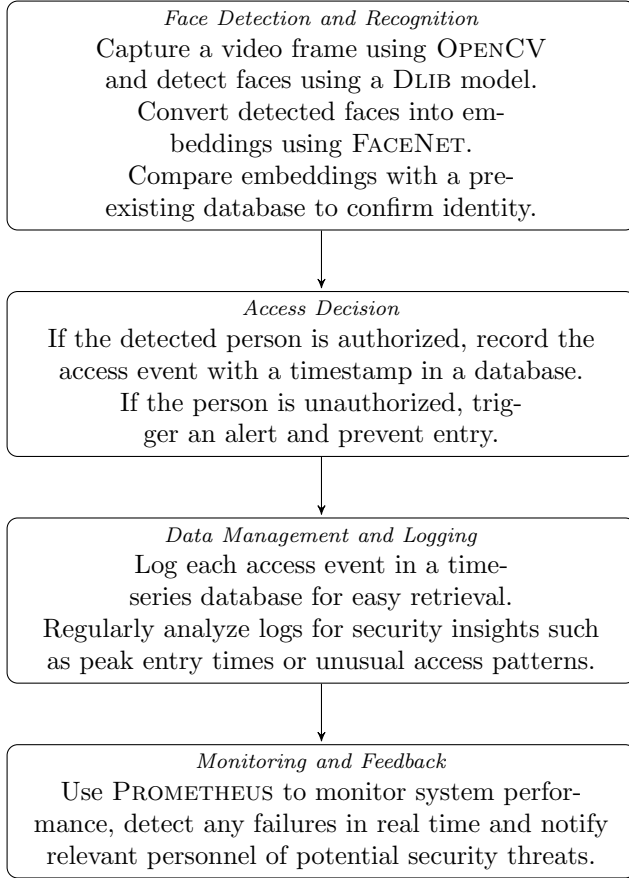 Face Detection and Recognition
Capture a video frame using OPENCV
and detect faces using a DLIB model.
Convert detected faces into em-
beddings using FACENET.
Compare embeddings with a pre-
existing database to confirm identity.
Access Decision
If the detected person is authorized, record the
access event with a timestamp in a database.
If the person is unauthorized, trig-
ger an alert and prevent entry.
Data Management and Logging
Log each access event in a time-
series database for easy retrieval.
Regularly analyze logs for security insights such
as peak entry times or unusual access patterns.
Monitoring and Feedback
Use PROMETHEUS to monitor system perfor-
mance, detect any failures in real time and notify
relevant personnel of potential security threats.